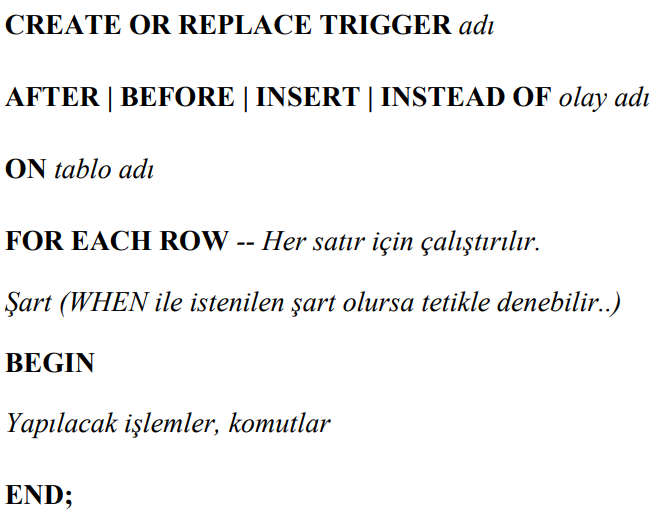 CREATE OR REPLACE TRIGGER adı
AFTER | BEFORE | INSERT | INSTEAD OF olay adı
ON tablo adı
FOR EACH ROW -- Her satır için çalıştırılır.
Şart (WHEN ile istenilen şart olursa tetikle denebilir..)
BEGIN
Yapılacak işlemler, komutlar
END;